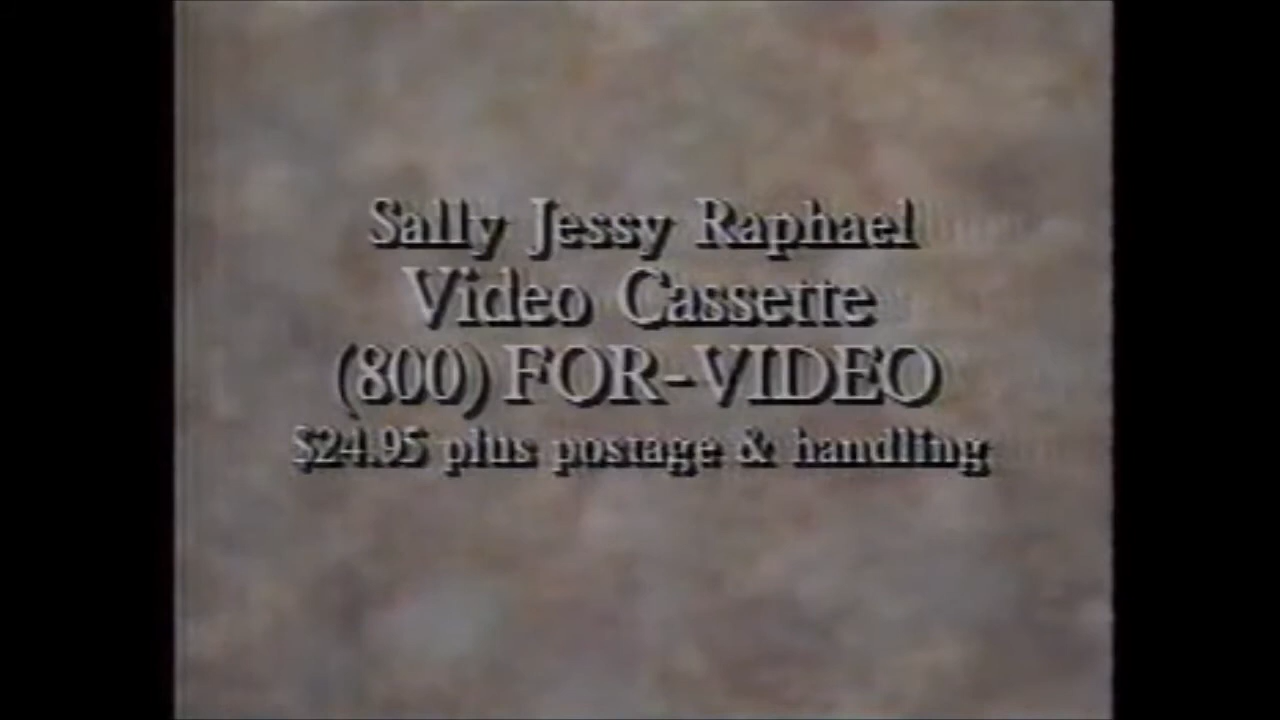 Sally Jessy Raphael
Video Cassette
(800) FOR-VIDEO
$24.95 plus postage & handling